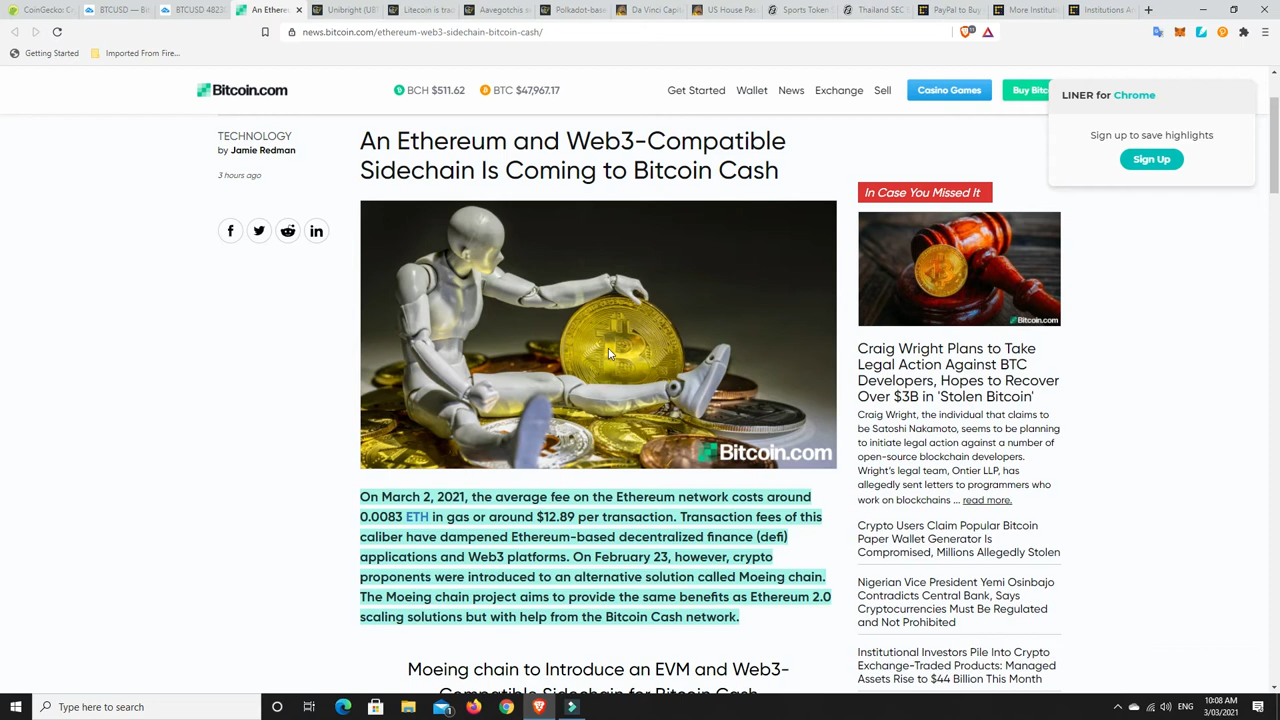 CoinGecko: C
BTCUSD — Bi
BTCUSD 4823
An Ethere
Unibright (UB
Litecoin is trac
Aavegotchi's s
Polkadot-base
Da Vinci Capit
US House Pa
Sports Token
Thailand SEC
PayPal to Buy
More Instituti
Institutions A
news.bitcoin.com/ethereum-web3-sidechain-bitcoin-cash/
Getting Started
Imported From Fire...
Bitcoin.com
BCH $511.62
BTC $47,967.17
Get Started
Wallet
News
Exchange
Sell
Casino Games
Buy Bitc
LINER for Chrome
Sign up to save highlights
Sign Up
TECHNOLOGY
by Jamie Redman
3 hours ago
An Ethereum and Web3-Compatible
Sidechain Is Coming to Bitcoin Cash
Bitcoin.com
On March 2, 2021, the average fee on the Ethereum network costs around
0.0083 ETH in gas or around $12.89 per transaction. Transaction fees of this
caliber have dampened Ethereum-based decentralized finance (defi)
applications and Web3 platforms. On February 23, however, crypto
proponents were introduced to an alternative solution called Moeing chain.
The Moeing chain project aims to provide the same benefits as Ethereum 2.0
scaling solutions but with help from the Bitcoin Cash network.
Moeing chain to Introduce an EVM and Web3-
Compatible Sidechain for Bitcoin Cash
In Case You Missed It
Bitcoin.com
Craig Wright Plans to Take
Legal Action Against BTC
Developers, Hopes to Recover
Over $3B in 'Stolen Bitcoin'
Craig Wright, the individual that claims to
be Satoshi Nakamoto, seems to be planning
to initiate legal action against a number of
open-source blockchain developers.
Wright's legal team, Ontier LLP, has
allegedly sent letters to programmers who
work on blockchains ... read more.
Crypto Users Claim Popular Bitcoin
Paper Wallet Generator Is
Compromised, Millions Allegedly Stolen
Nigerian Vice President Yemi Osinbajo
Contradicts Central Bank, Says
Cryptocurrencies Must Be Regulated
and Not Prohibited
Institutional Investors Pile Into Crypto
Exchange-Traded Products: Managed
Assets Rise to $44 Billion This Month
Type here to search
ENG
10:08 AM
3/03/2021